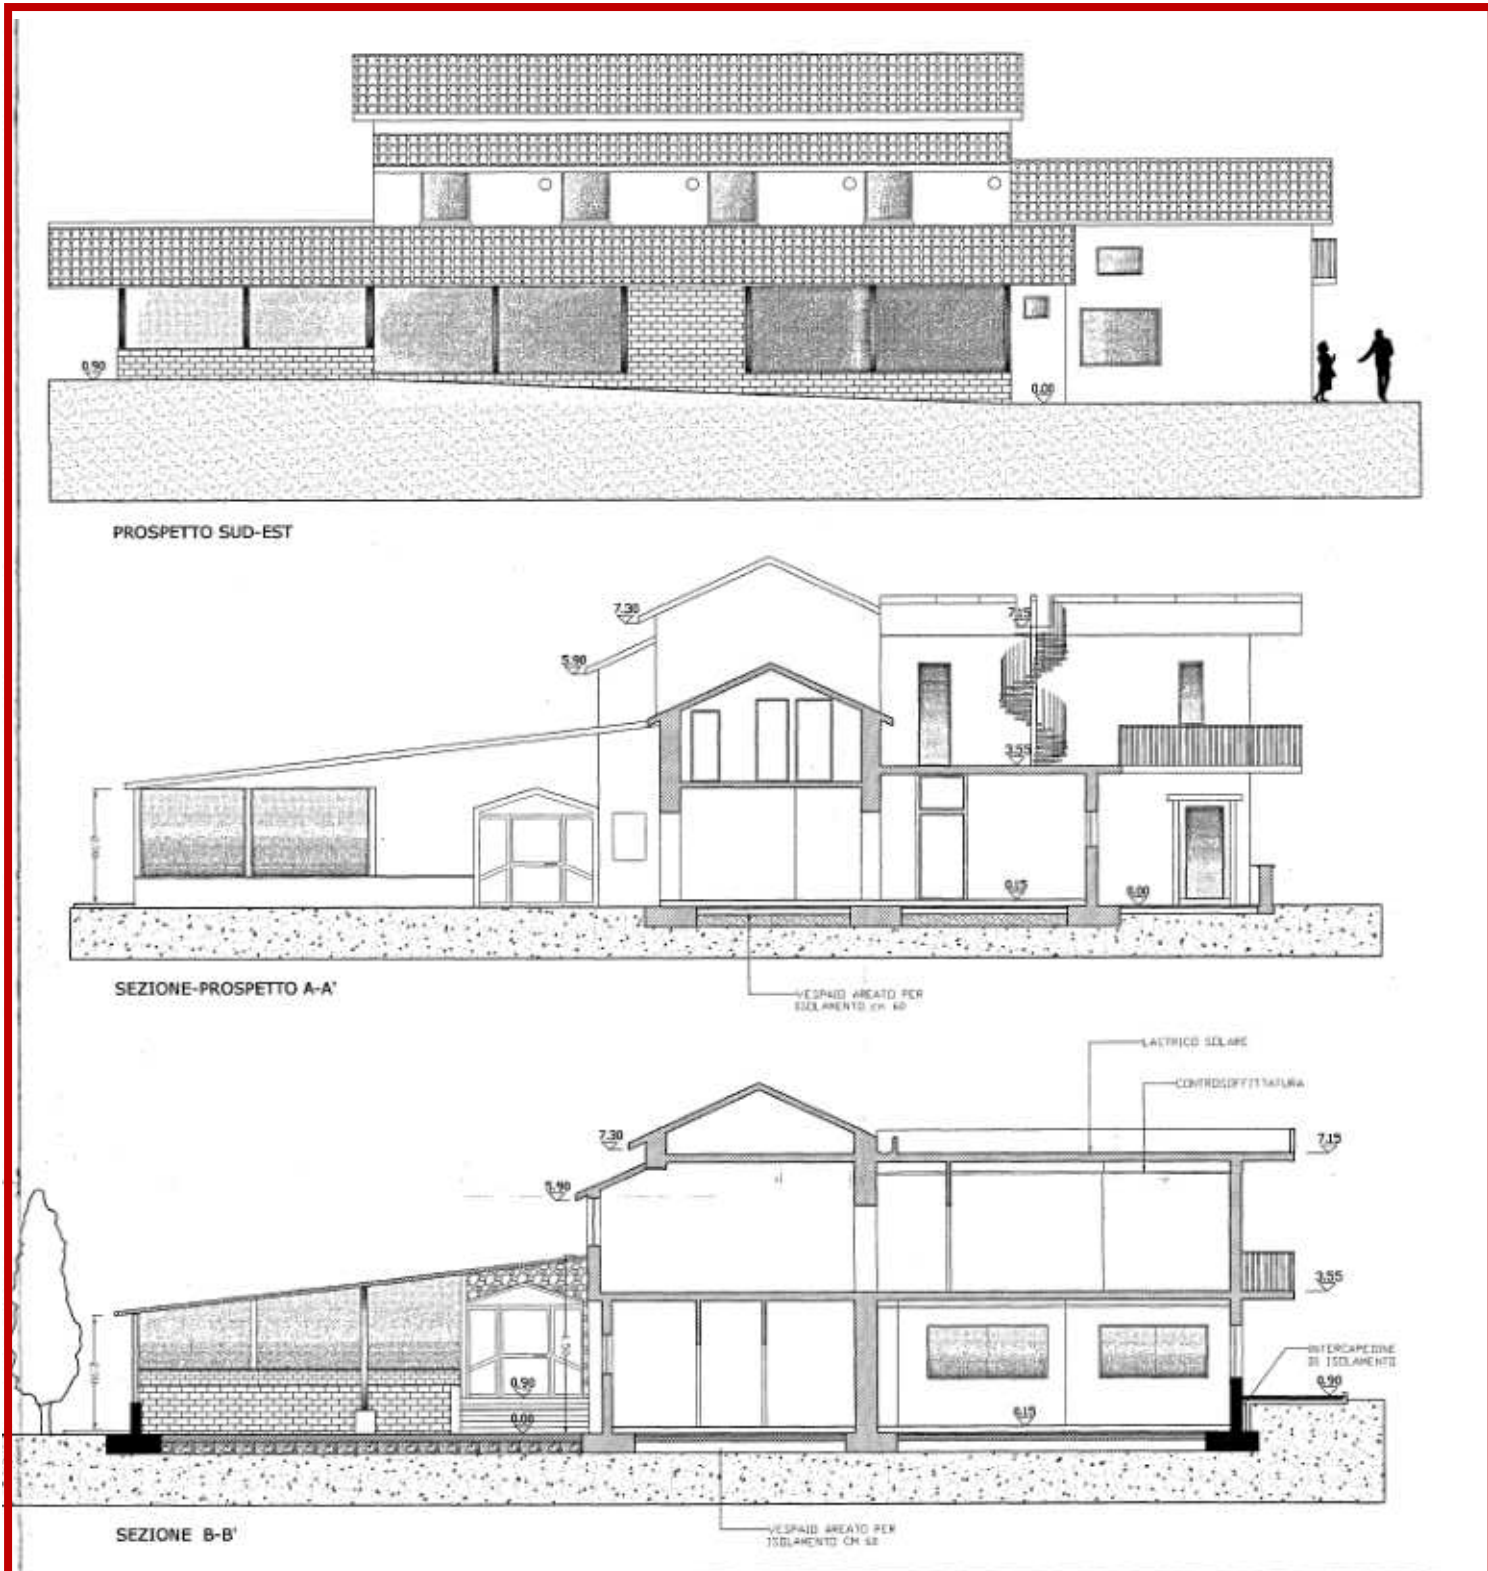 0.90
0.00
PROSPETTO SUD-EST
7.30
7.15
5.90
3.55
0.15
0.00
SEZIONE-PROSPETTO A-A'
VESPAIO AREATO PER
ISOLAMENTO cm 60
LASTRICO SOLARE
CONTROSOFFITTATURA
7.30
7.15
5.90
3.55
INTERCAPEDINE
DI ISOLAMENTO
0.90
0.90
0.15
0.00
SEZIONE B-B'
VESPAIO AREATO PER
ISOLAMENTO CM 60